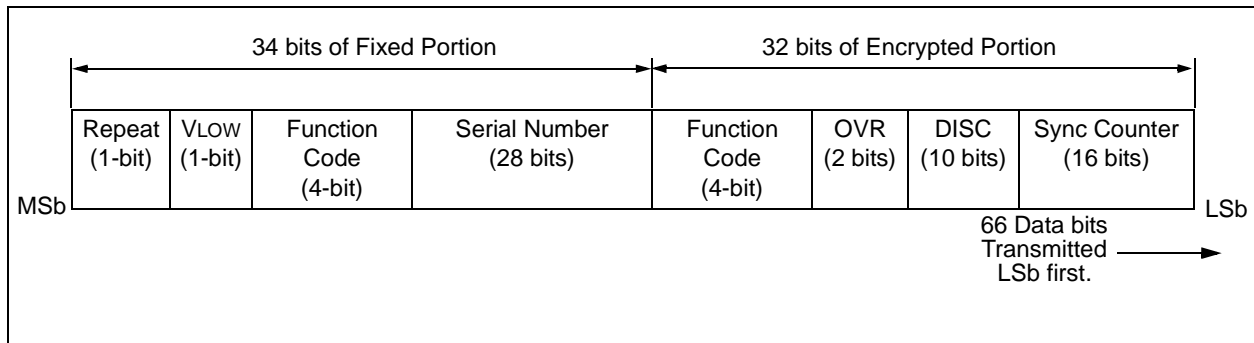 34 bits of Fixed Portion
32 bits of Encrypted Portion
Repeat
(1-bit)
VLOW
(1-bit)
Function
Code
(4-bit)
Serial Number
(28 bits)
Function
Code
(4-bit)
OVR
(2 bits)
DISC
(10 bits)
Sync Counter
(16 bits)
MSb
LSb
66 Data bits
Transmitted
LSb first.